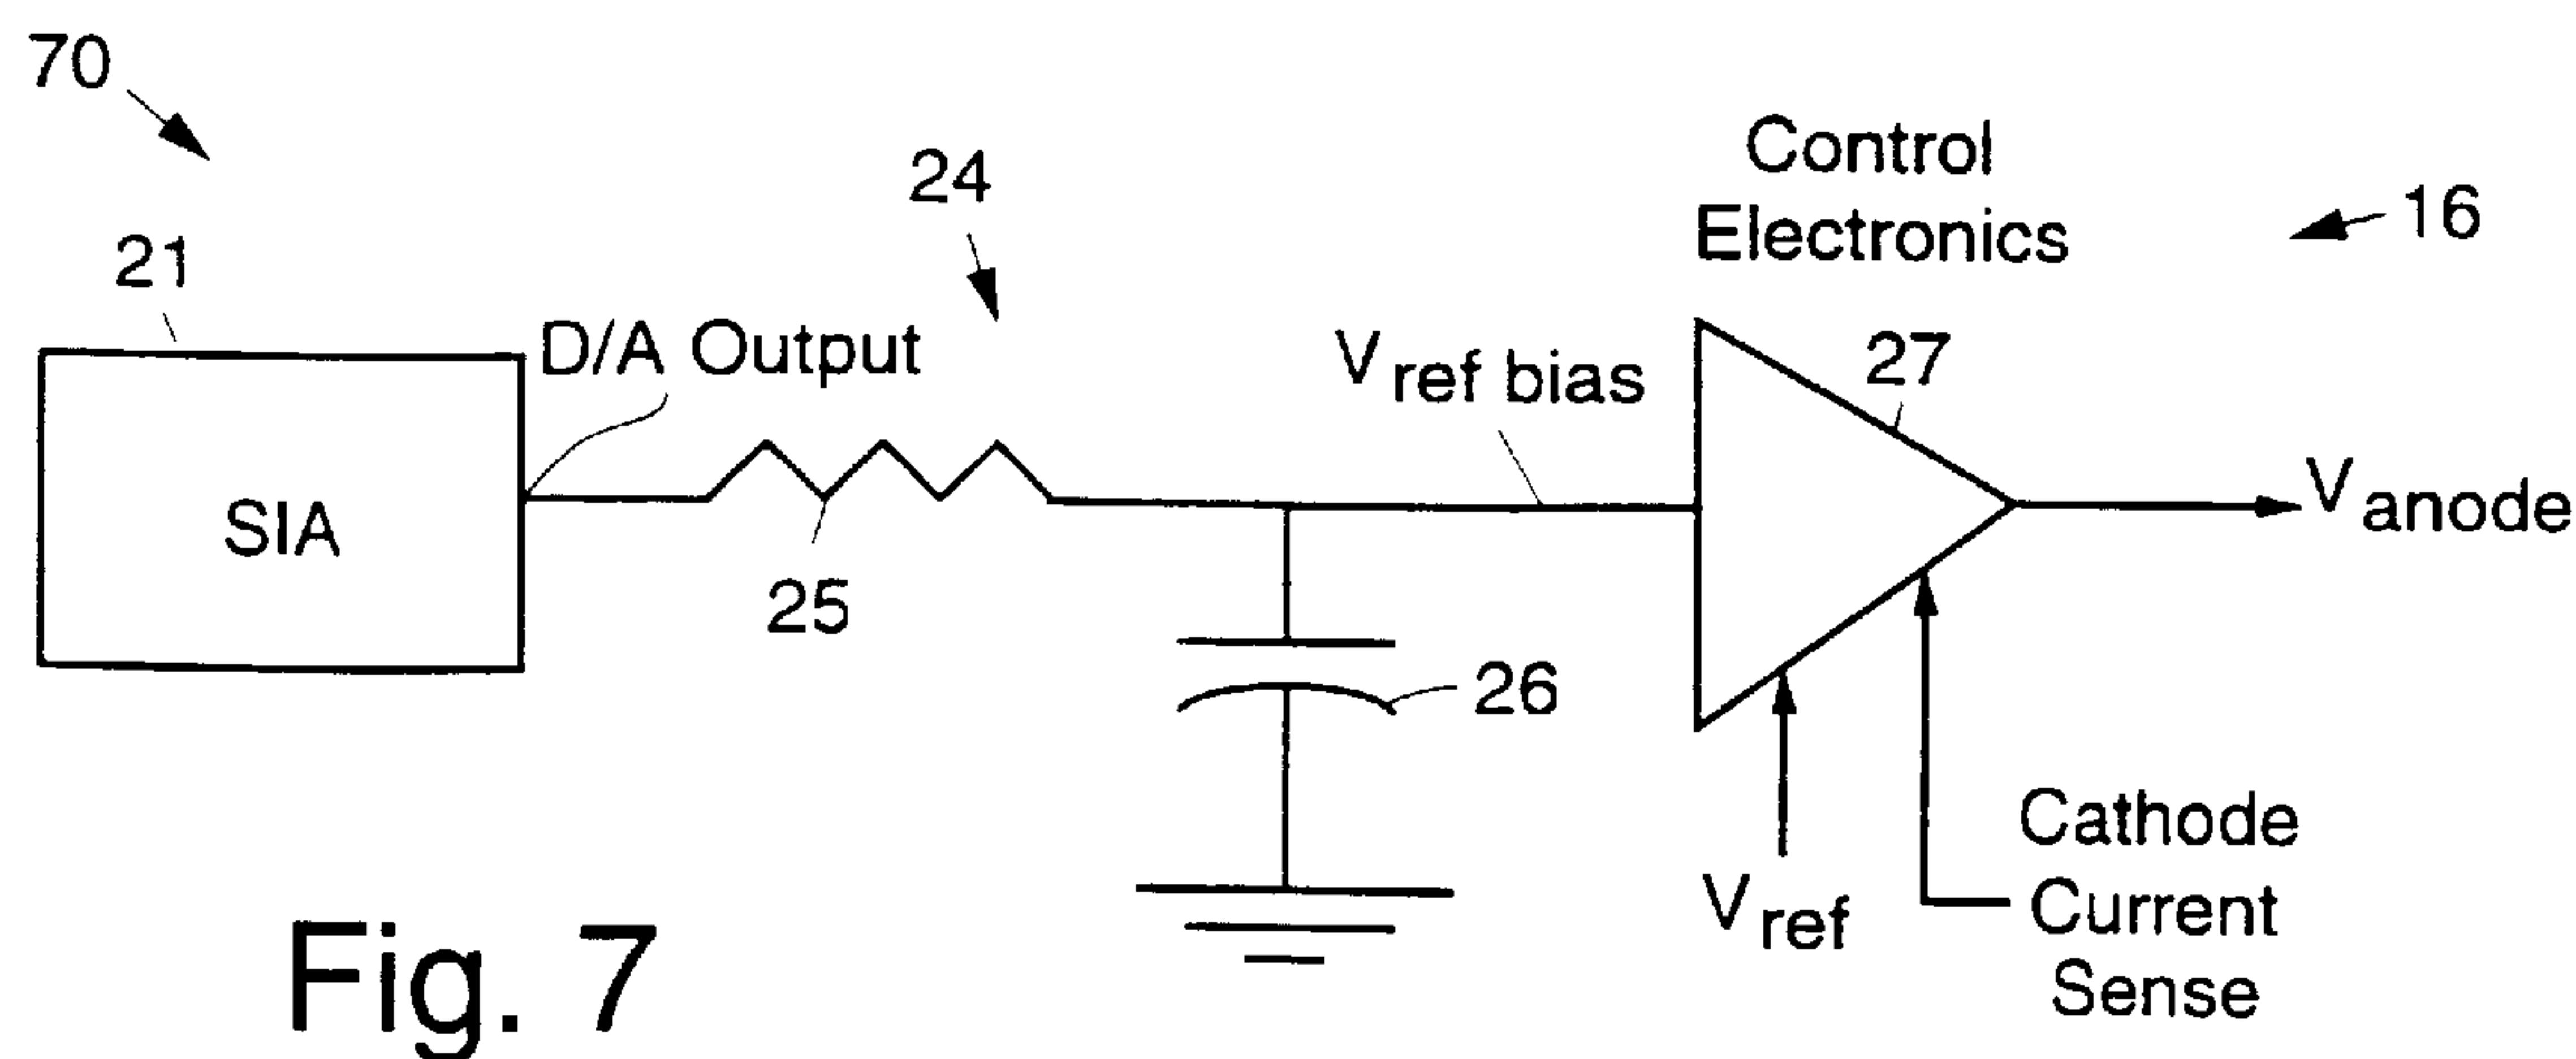 70
24
Control
Electronics
16
21
D/A Output
V ref bias
27
SIA
V anode
25
26
V ref
Cathode
Current
Sense
Fig. 7